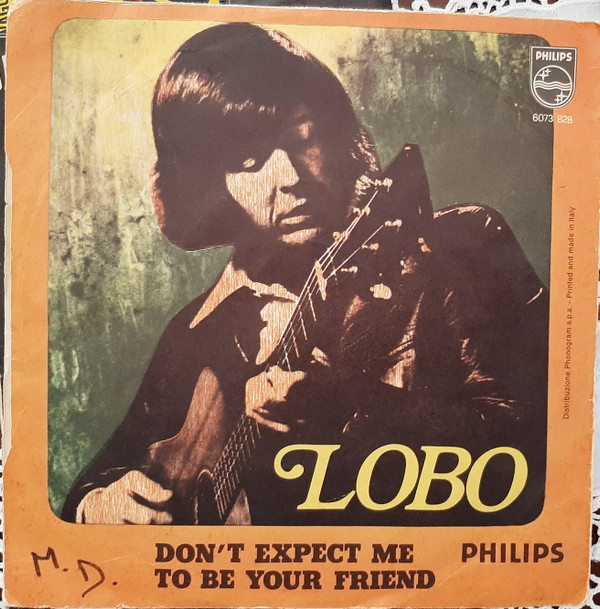 PHILIPS
6073 828
Distribuzione Phonogram s.p.a. - Printed and made in Italy
LOBO
M.D.
DON'T EXPECT ME
TO BE YOUR FRIEND
PHILIPS